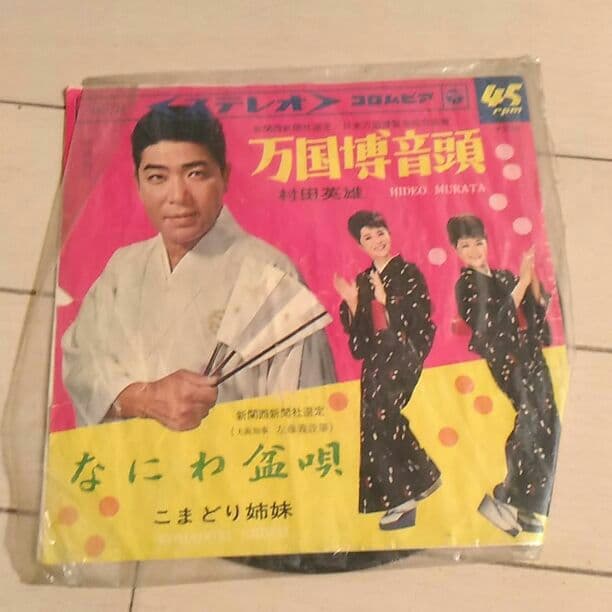 <ステレオ> コロムビア
45
rpm
万国博音頭
村田英雄 HIDEO MURATA
新関西新聞社選定
なにわ盆唄
こまどり姉妹